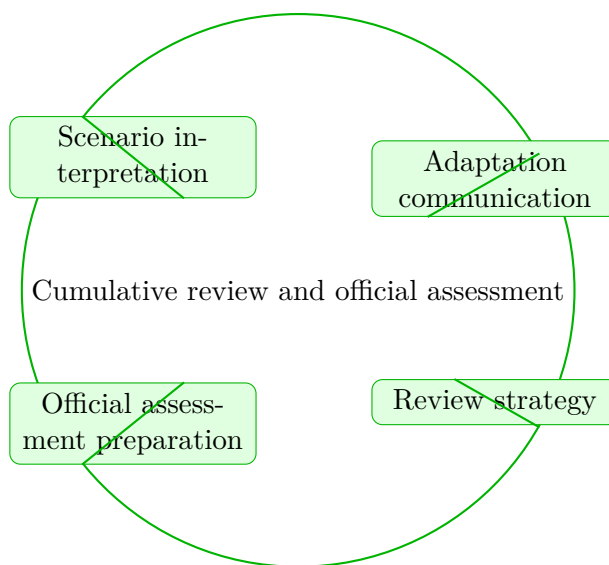 Scenario in-
terpretation
Adaptation
communication
Cumulative review and official assessment
Official assess-
ment preparation
Review strategy